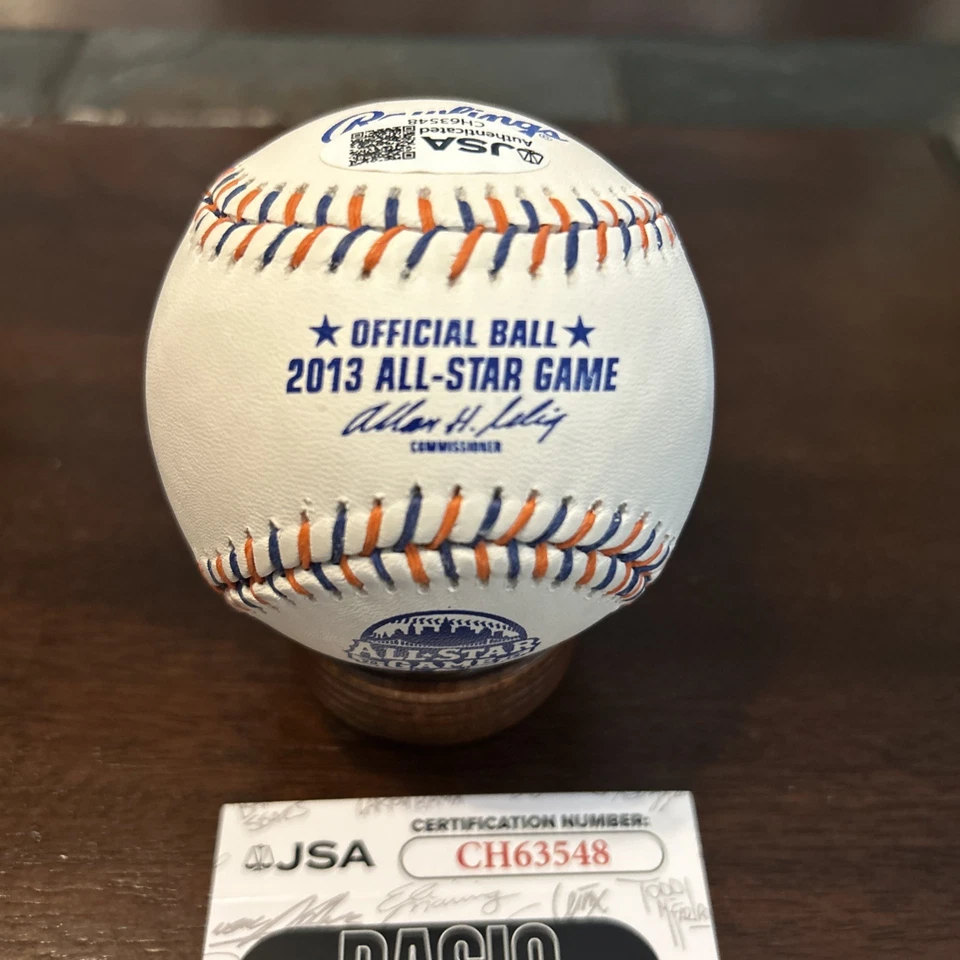 Rawlings
CH63548
Authenticated
JSA
★ OFFICIAL BALL ★
2013 ALL-STAR GAME
Allan H. Selig
COMMISSIONER
ALL-STAR
GAME
CERTIFICATION NUMBER:
JSA
CH63548
BASIC